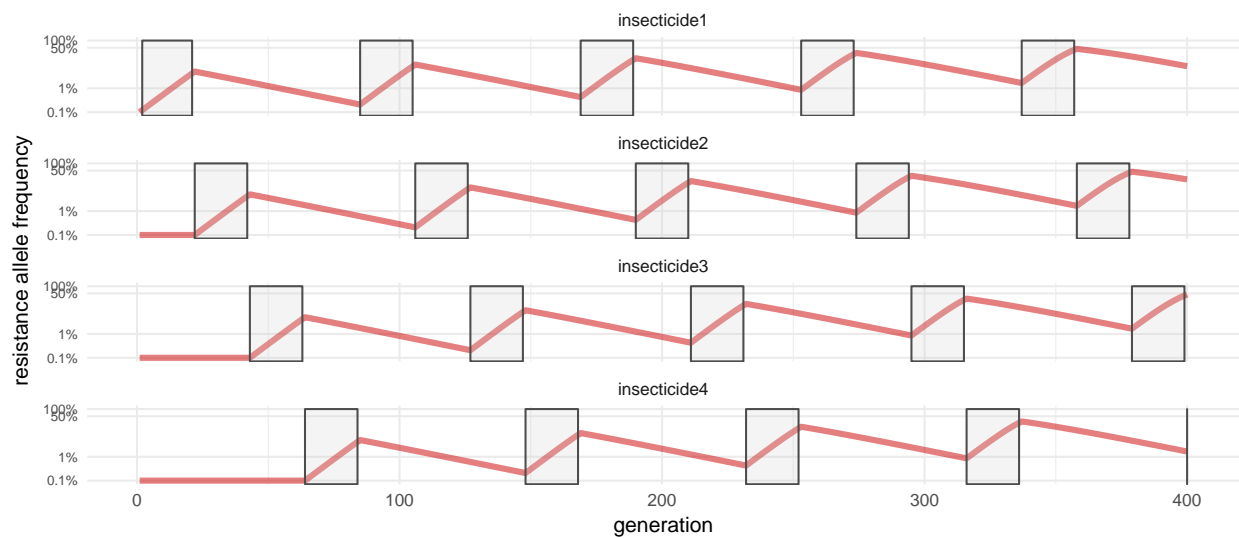 insecticide1
100%
50%
1%
0.1%
insecticide2
100%
50%
1%
0.1%
insecticide3
100%
50%
1%
0.1%
insecticide4
100%
50%
1%
0.1%
resistance allele frequency
0 100 200 300 400
generation